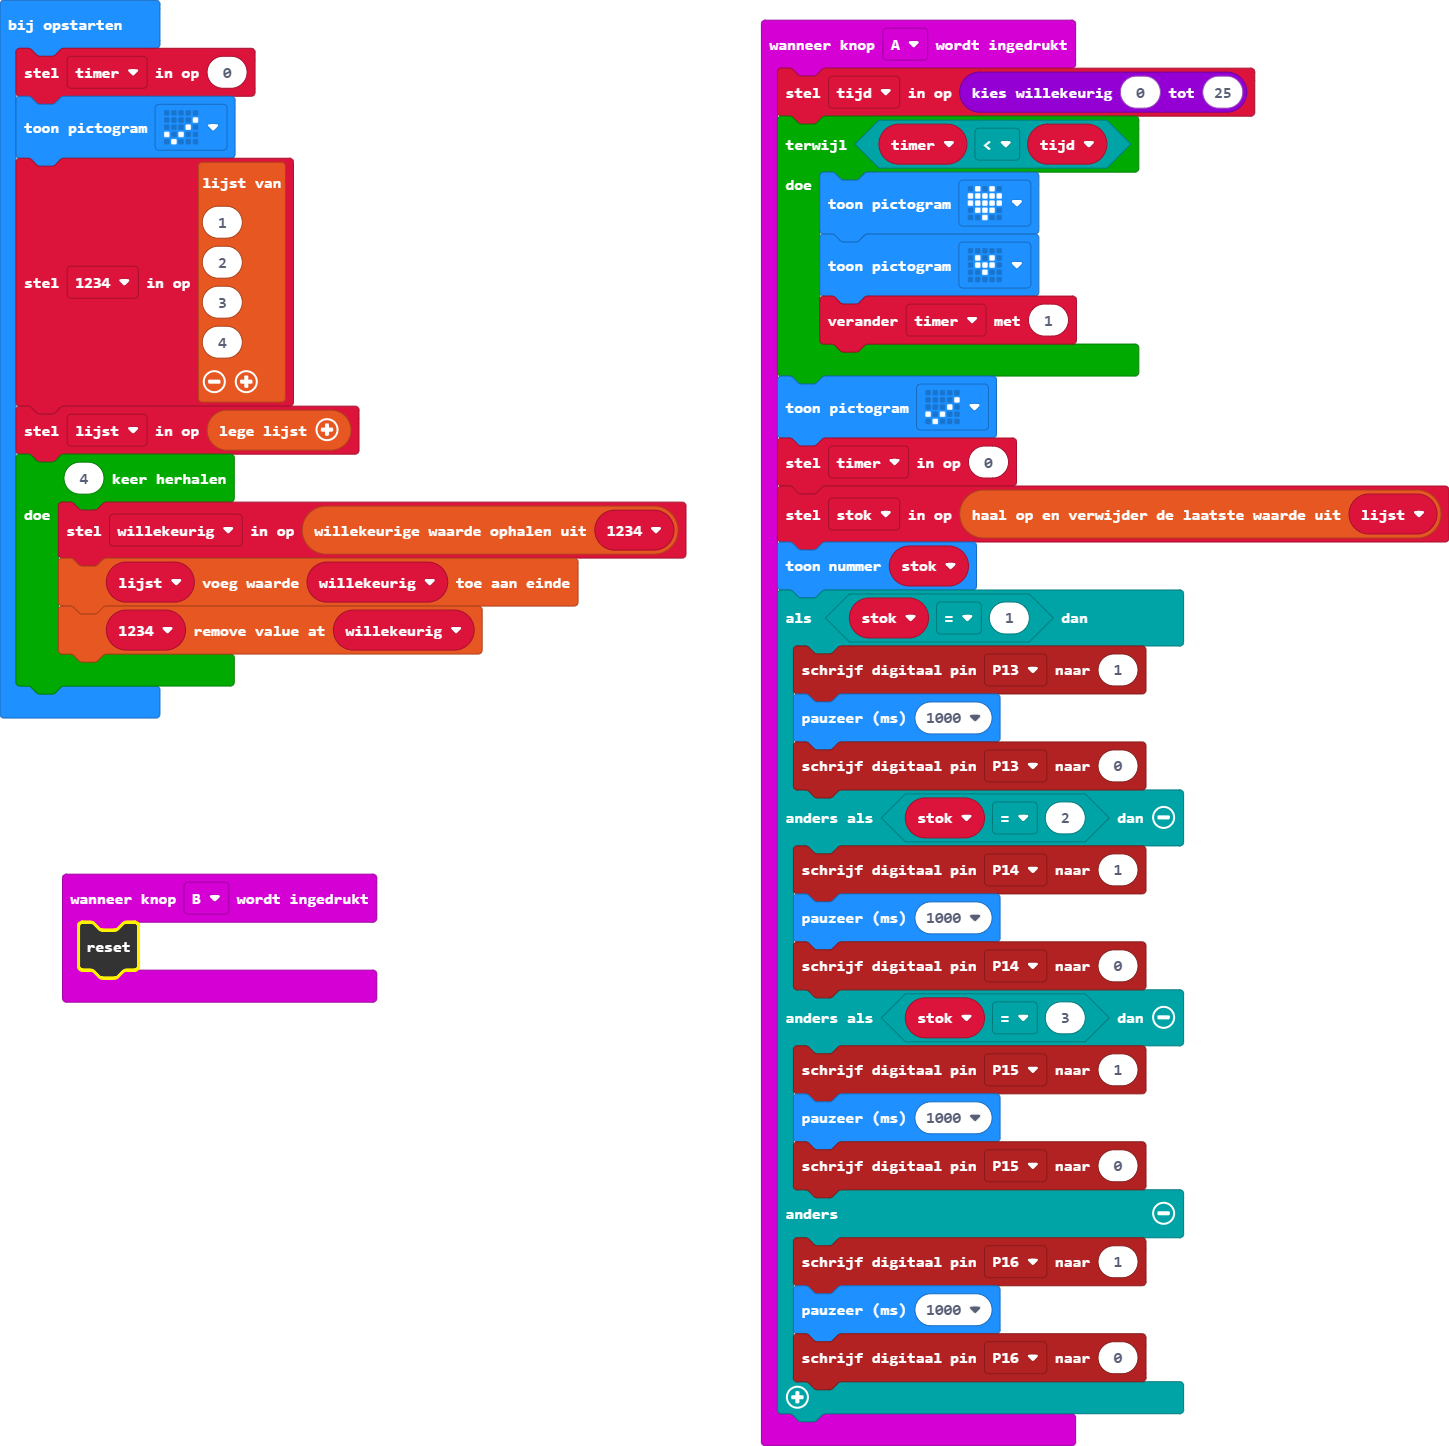 bij opstarten
stel timer in op 0
toon pictogram
stel 1234 in op lijst van
1
2
3
4
stel lijst in op lege lijst
4 keer herhalen
doe
stel willekeurig in op willekeurige waarde ophalen uit 1234
lijst voeg waarde willekeurig toe aan einde
1234 remove value at willekeurig
wanneer knop B wordt ingedrukt
reset
wanneer knop A wordt ingedrukt
stel tijd in op kies willekeurig 0 tot 25
terwijl timer < tijd
doe
toon pictogram
toon pictogram
verander timer met 1
toon pictogram
stel timer in op 0
stel stok in op haal op en verwijder de laatste waarde uit lijst
toon nummer stok
als stok = 1 dan
schrijf digitaal pin P13 naar 1
pauzeer (ms) 1000
schrijf digitaal pin P13 naar 0
anders als stok = 2 dan
schrijf digitaal pin P14 naar 1
pauzeer (ms) 1000
schrijf digitaal pin P14 naar 0
anders als stok = 3 dan
schrijf digitaal pin P15 naar 1
pauzeer (ms) 1000
schrijf digitaal pin P15 naar 0
anders
schrijf digitaal pin P16 naar 1
pauzeer (ms) 1000
schrijf digitaal pin P16 naar 0